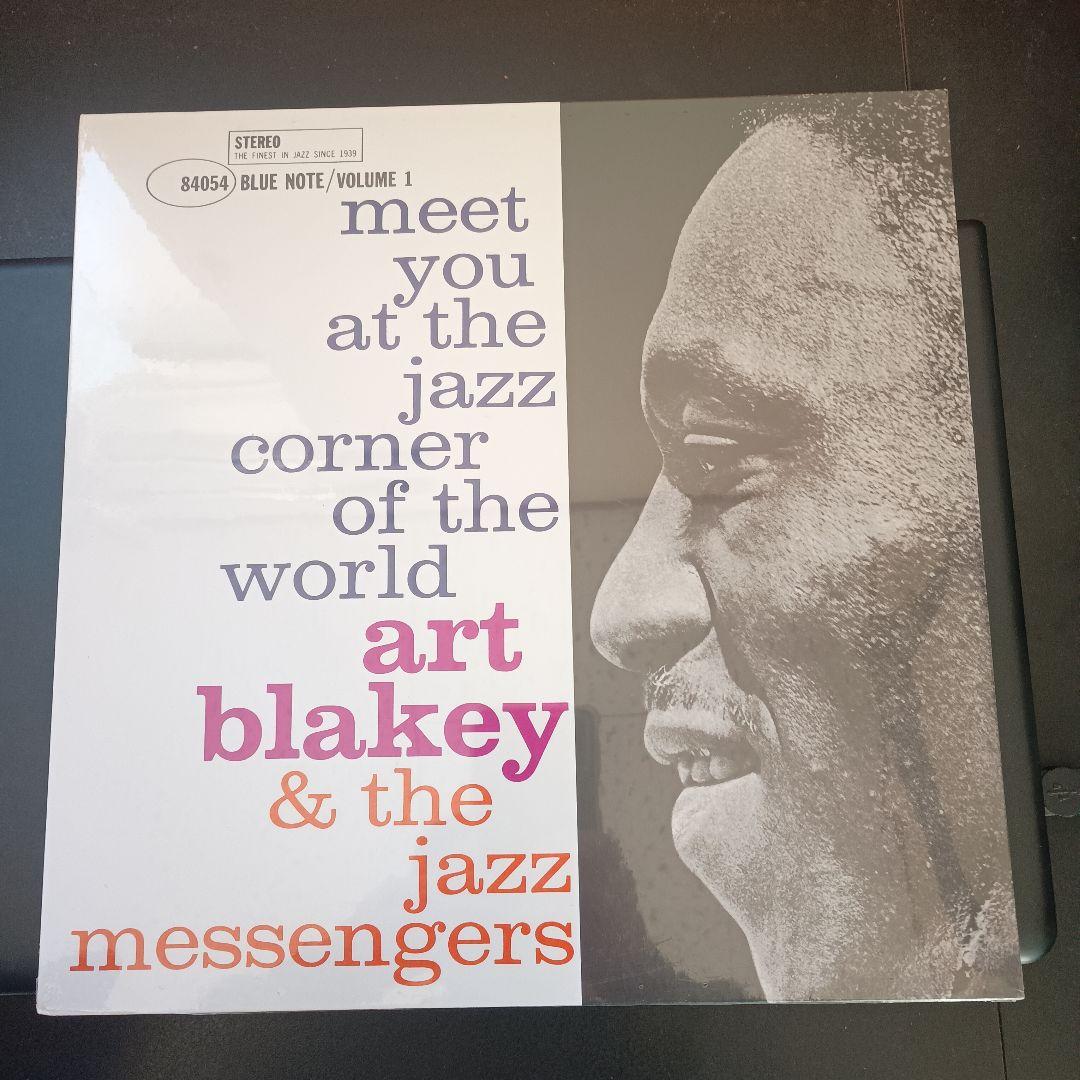 STEREO
THE FINEST IN JAZZ SINCE 1939
84054 BLUE NOTE/VOLUME 1
meet
you
at the
jazz
corner
of the
world
art
blakey
& the
jazz
messengers